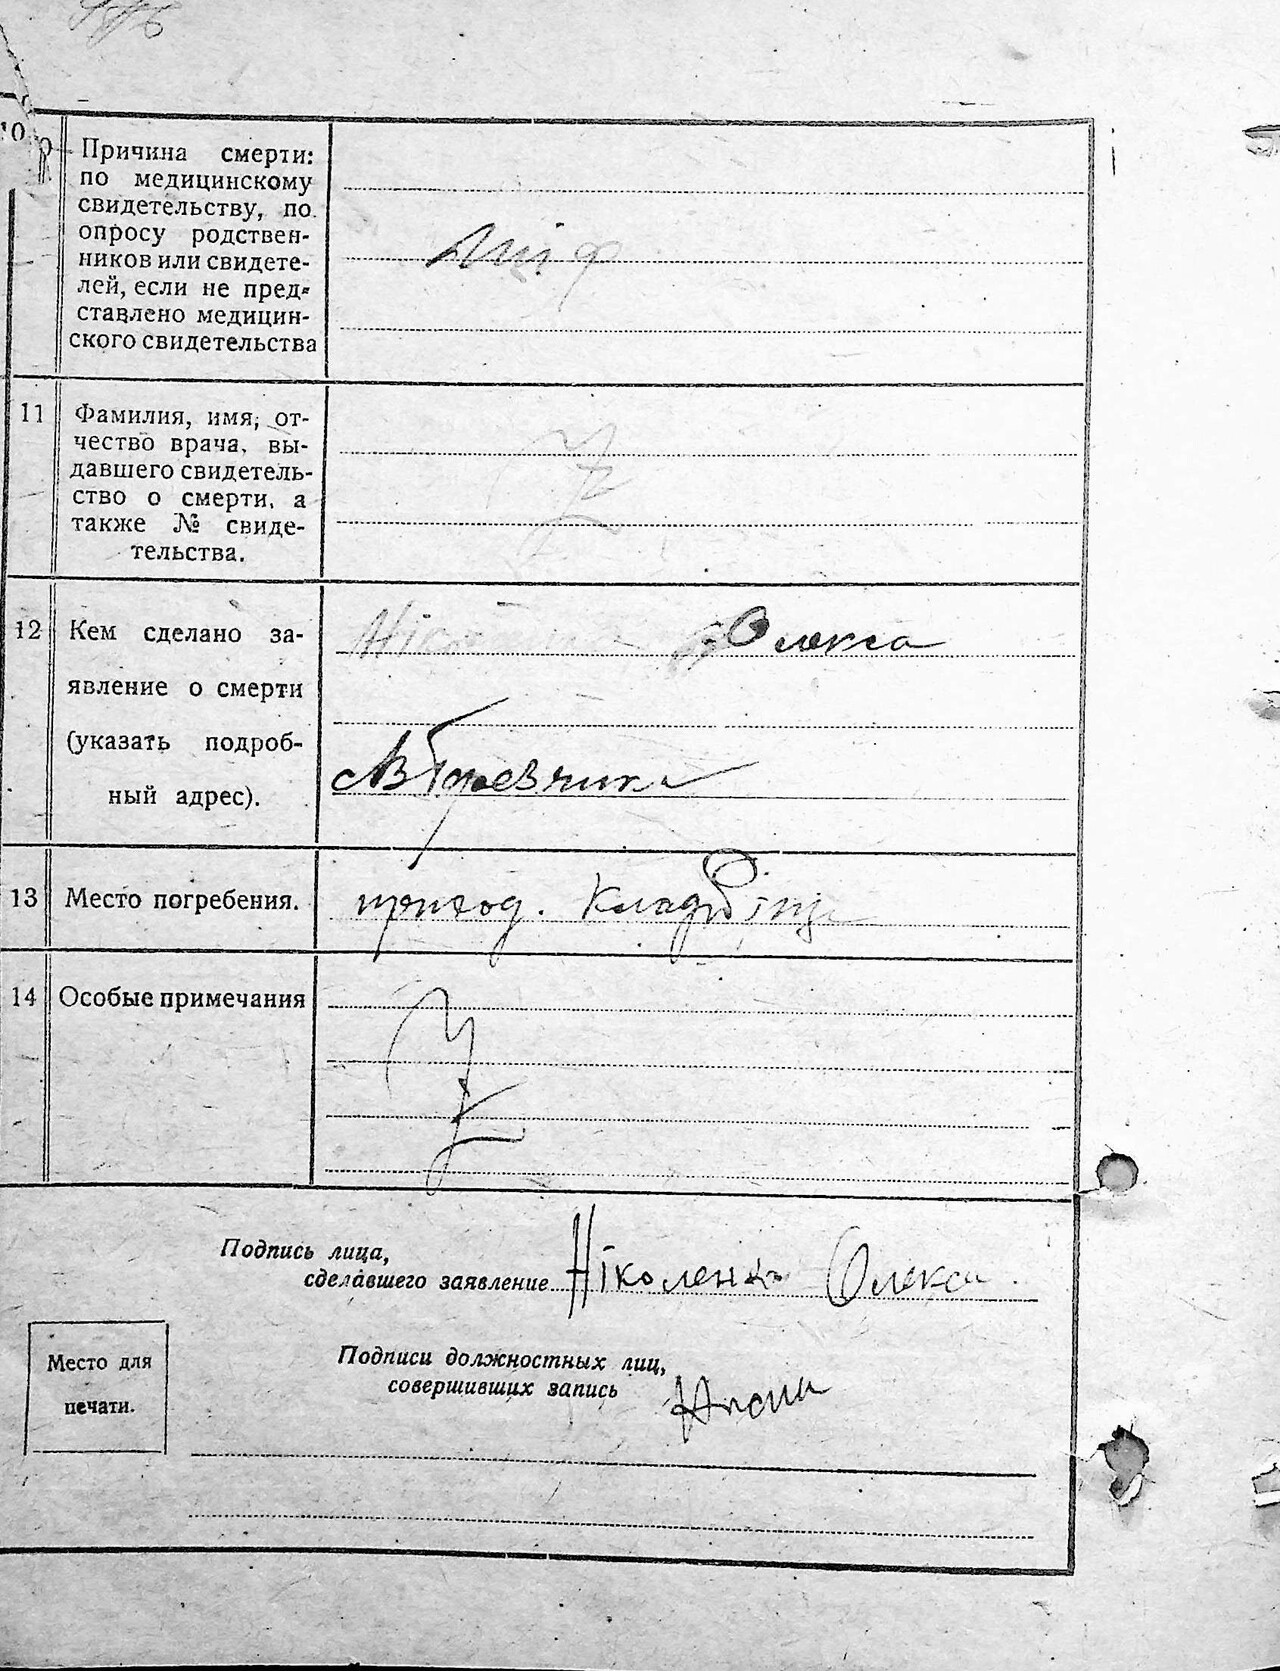 10
Причина смерти:
по медицинскому
свидетельству, по
опросу родствен-
ников или свидете-
лей, если не пред-
ставлено медицин-
ского свидетельства
тиф
11
Фамилия, имя, от-
чество врача, вы-
давшего свидетель-
ство о смерти, а
также № свиде-
тельства.
Z
12
Кем сделано за-
явление о смерти
(указать подроб-
ный адрес).
Олекса
13
Место погребения.
пригод. кладбіще
14
Особые примечания
Z
Подпись лица,
сделавшего заявление Ніколенко Олекса
Место для
печати.
Подписи должностных лиц,
совершивших запись